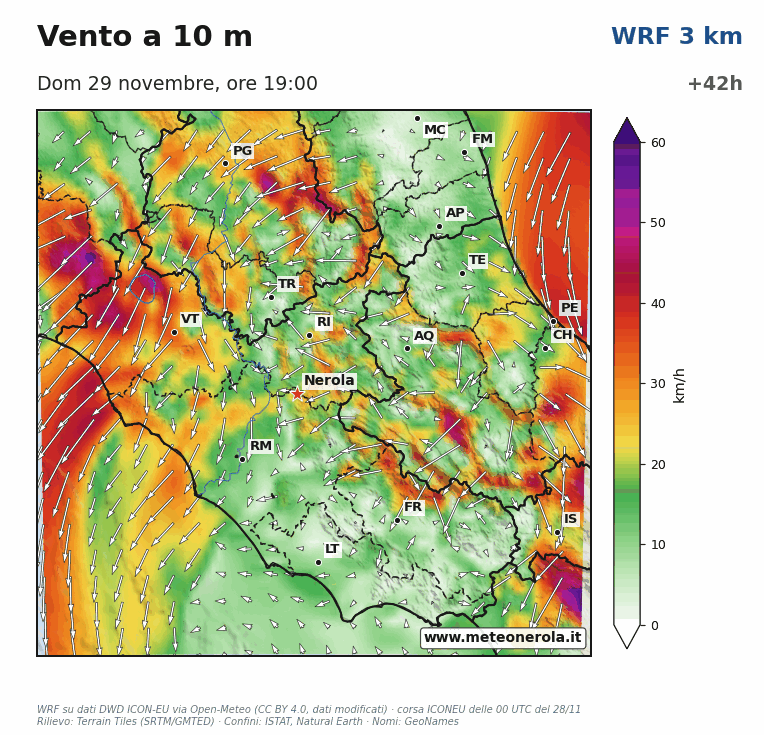 Vento a 10 m
WRF 3 km
Dom 29 novembre, ore 19:00
+42h
MC
FM
PG
AP
TE
TR
PE
VT
RI
AQ
CH
Nerola
RM
FR
IS
LT
www.meteonerola.it
60
50
40
30
20
10
0
km/h
WRF su dati DWD ICON-EU via Open-Meteo (CC BY 4.0, dati modificati) · corsa ICONEU delle 00 UTC del 28/11
Rilievo: Terrain Tiles (SRTM/GMTED) · Confini: ISTAT, Natural Earth · Nomi: GeoNames